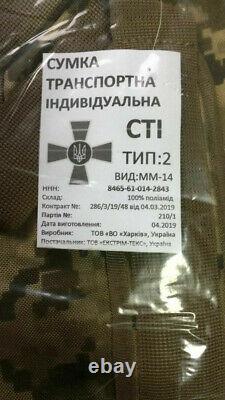 СУМКА
ТРАНСПОРТНА
ІНДИВІДУАЛЬНА
СТІ
ТИП:2
ВИД:ММ-14
ННН: 8465-61-014-2843
Склад: 100% поліамід
Контракт №: 286/3/19/48 від 04.03.2019
Партія №: 210/1
Дата виготовлення: 04.2019
Виробник: ТОВ «ВО «Харків», Україна
Постачальник: ТОВ «ЕКСТРІМ-ТЕКС», Україна